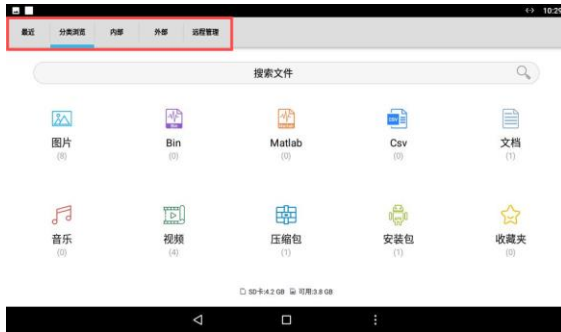 10:29
最近 分类浏览 内部 外部 远程管理
搜索文件
图片 Bin Matlab Csv 文档
(8) (0) (0) (0) (1)
音乐 视频 压缩包 安装包 收藏夹
(0) (4) (1) (1) (0)
SD卡:4.2 GB 可用:3.8 GB